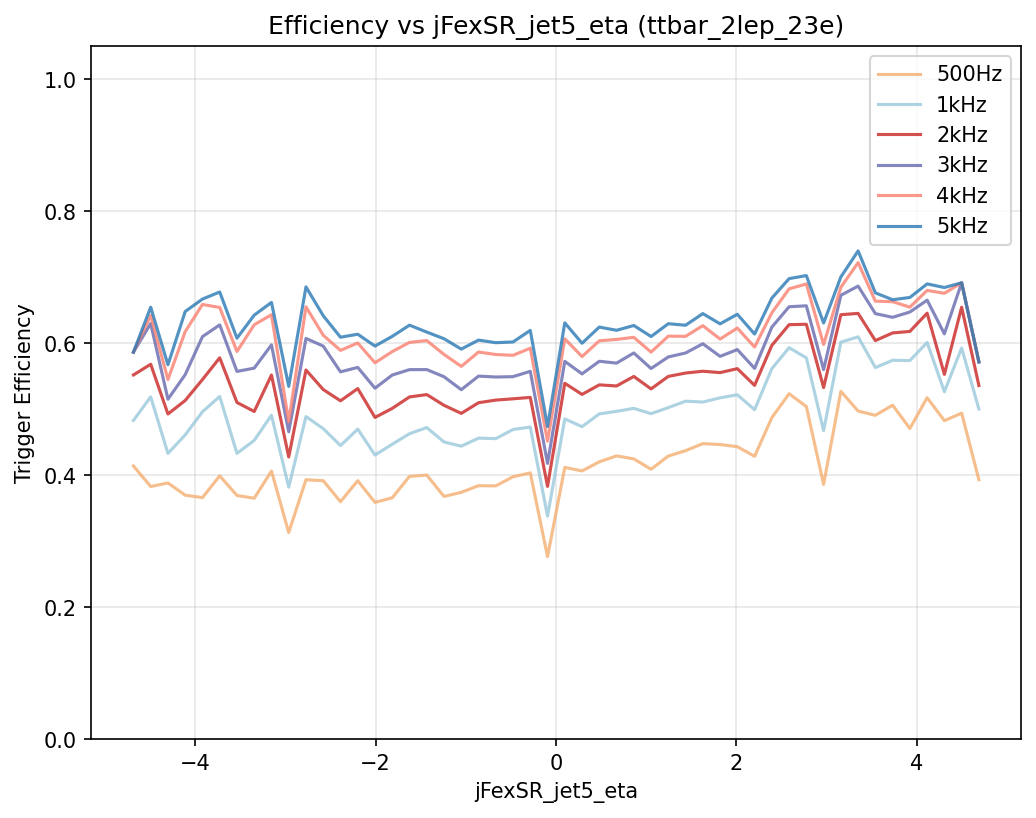 Efficiency vs jFexSR_jet5_eta (ttbar_2lep_23e)
Trigger Efficiency
1.0
0.8
0.6
0.4
0.2
0.0
500Hz
1kHz
2kHz
3kHz
4kHz
5kHz
−4
−2
0
2
4
jFexSR_jet5_eta